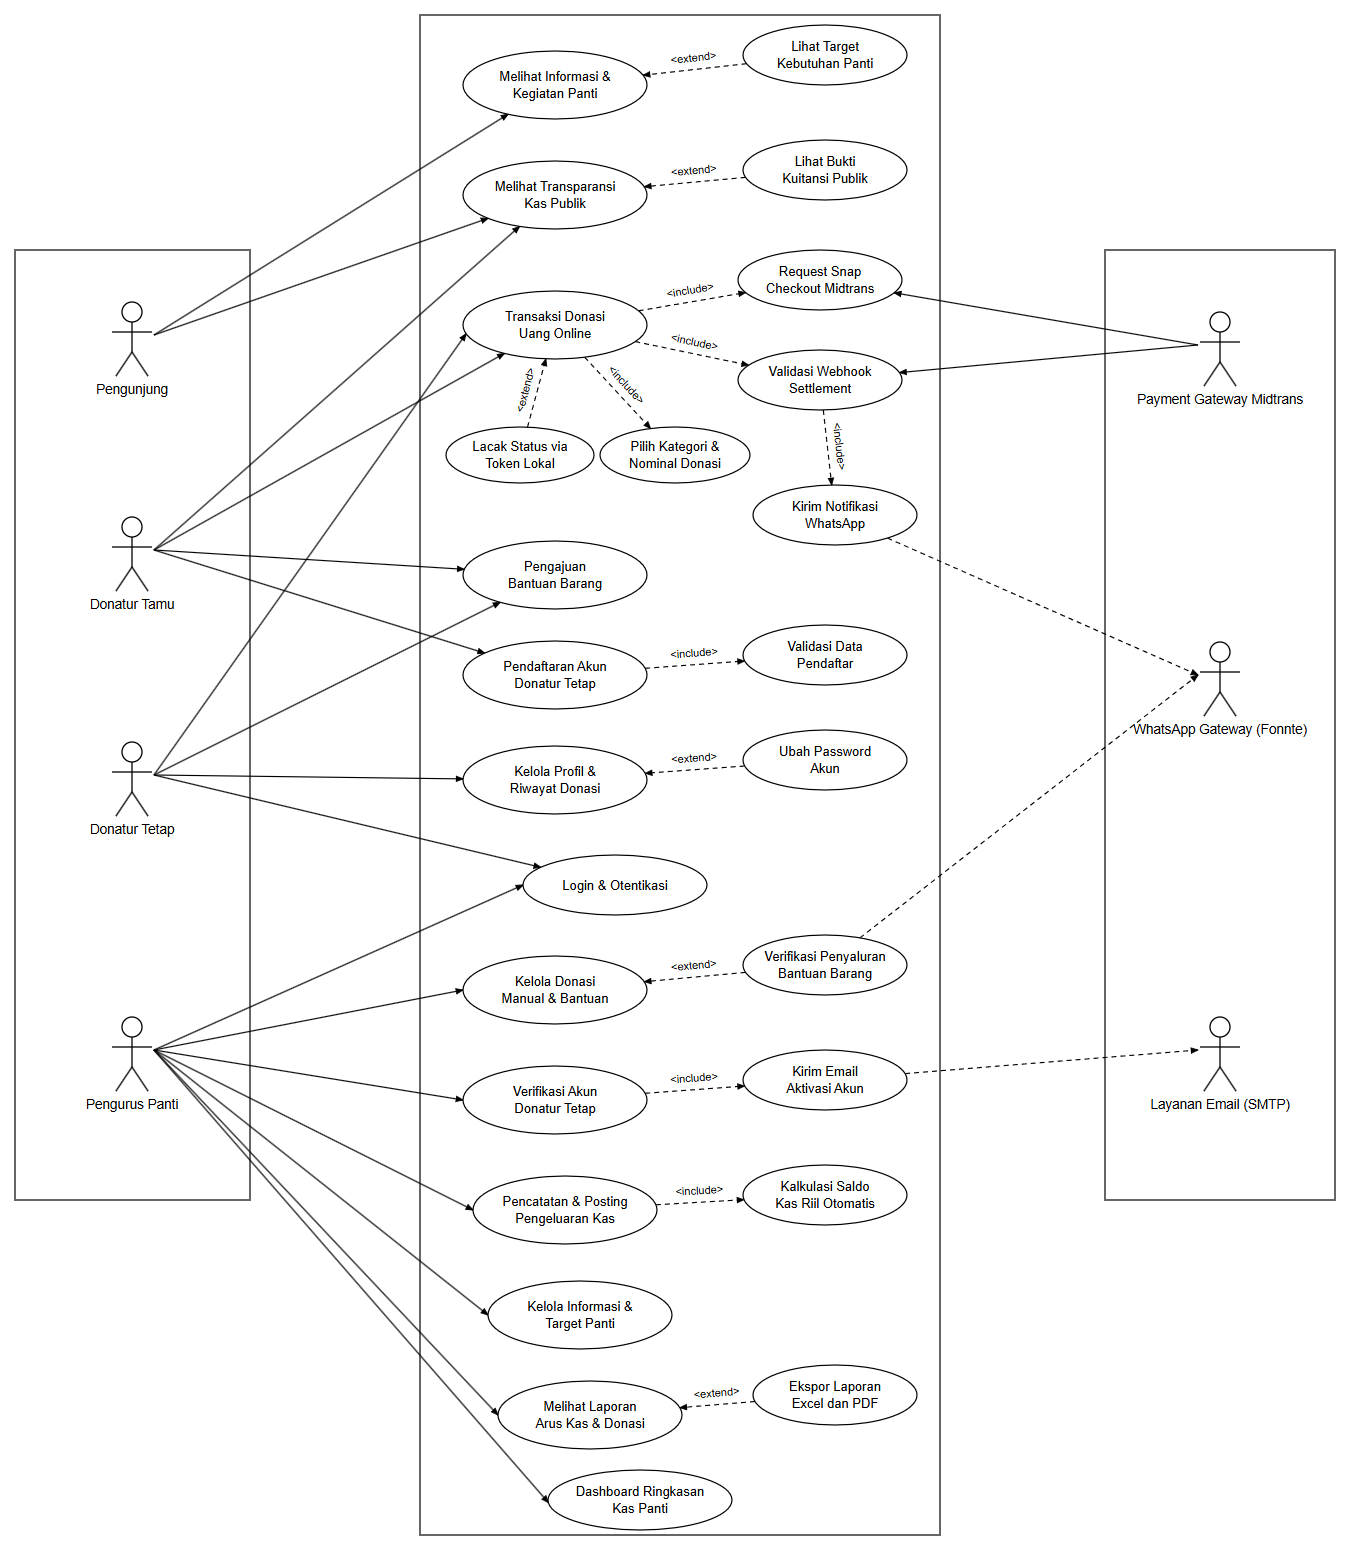 Lihat Target
Kebutuhan Panti
<extend>
Melihat Informasi &
Kegiatan Panti
Lihat Bukti
Kuitansi Publik
<extend>
Melihat Transparansi
Kas Publik
Request Snap
Checkout Midtrans
<include>
Transaksi Donasi
Uang Online
<include>
Validasi Webhook
Settlement
Pengunjung
Payment Gateway Midtrans
<extend>
<include>
Lacak Status via
Token Lokal
Pilih Kategori &
Nominal Donasi
<include>
Kirim Notifikasi
WhatsApp
Pengajuan
Bantuan Barang
Donatur Tamu
Validasi Data
Pendaftar
<include>
Pendaftaran Akun
Donatur Tetap
WhatsApp Gateway (Fonnte)
Ubah Password
Akun
<extend>
Kelola Profil &
Riwayat Donasi
Donatur Tetap
Login & Otentikasi
Verifikasi Penyaluran
Bantuan Barang
<extend>
Kelola Donasi
Manual & Bantuan
Kirim Email
Aktivasi Akun
<include>
Verifikasi Akun
Donatur Tetap
Pengurus Panti
Layanan Email (SMTP)
Kalkulasi Saldo
Kas Riil Otomatis
<include>
Pencatatan & Posting
Pengeluaran Kas
Kelola Informasi &
Target Panti
Ekspor Laporan
Excel dan PDF
<extend>
Melihat Laporan
Arus Kas & Donasi
Dashboard Ringkasan
Kas Panti